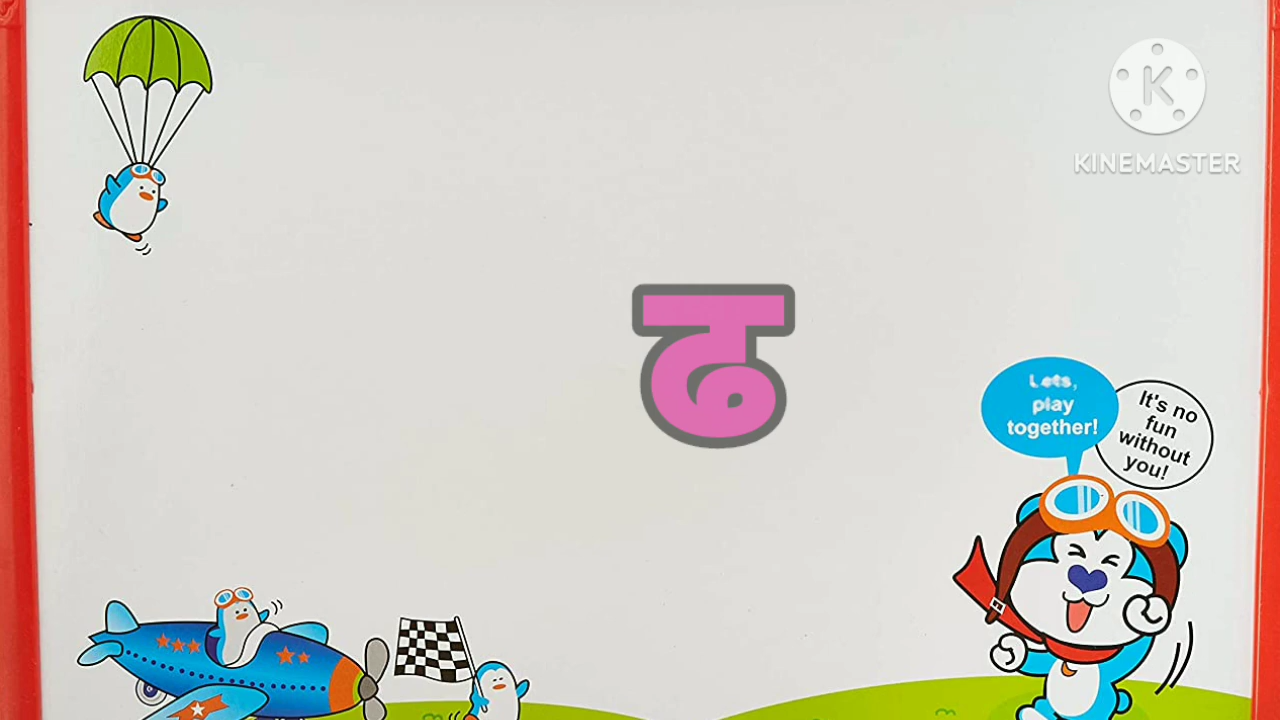 K
KINEMASTER
ढ
Lets,
play
together!
It's no
fun
without
you!